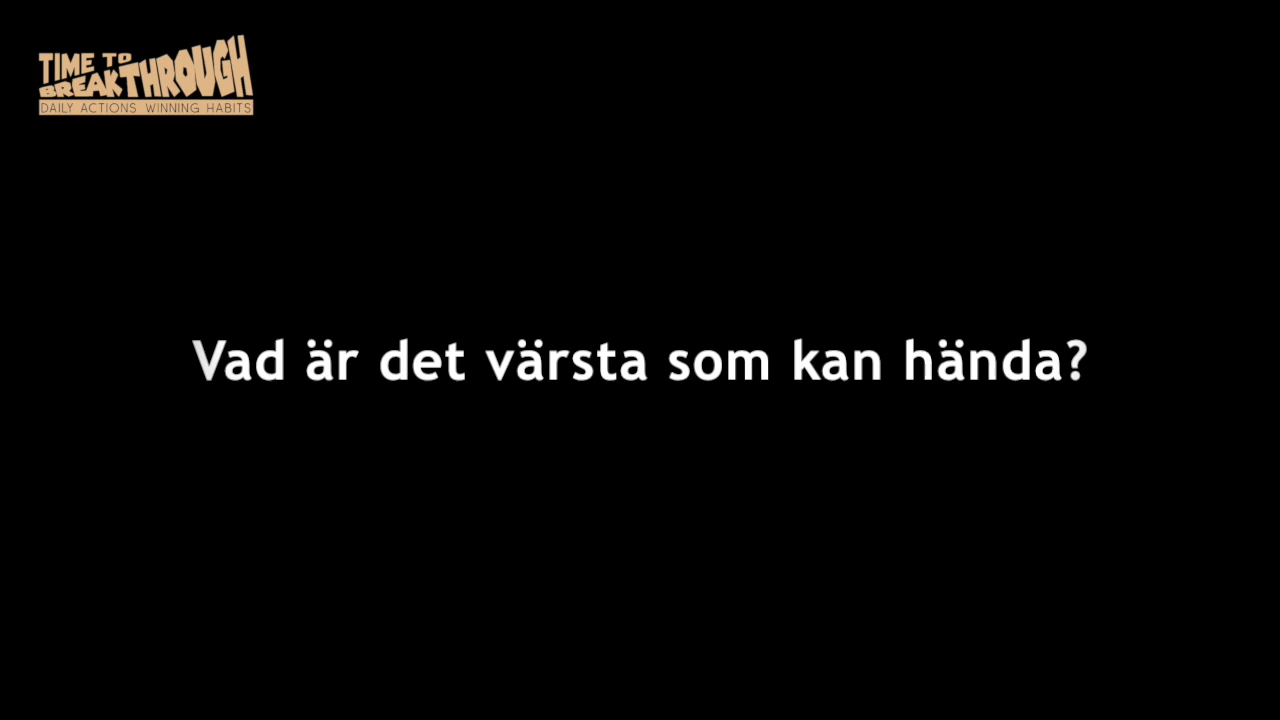 TIME TO
BREAKTHROUGH
DAILY ACTIONS WINNING HABITS
Vad är det värsta som kan hända?